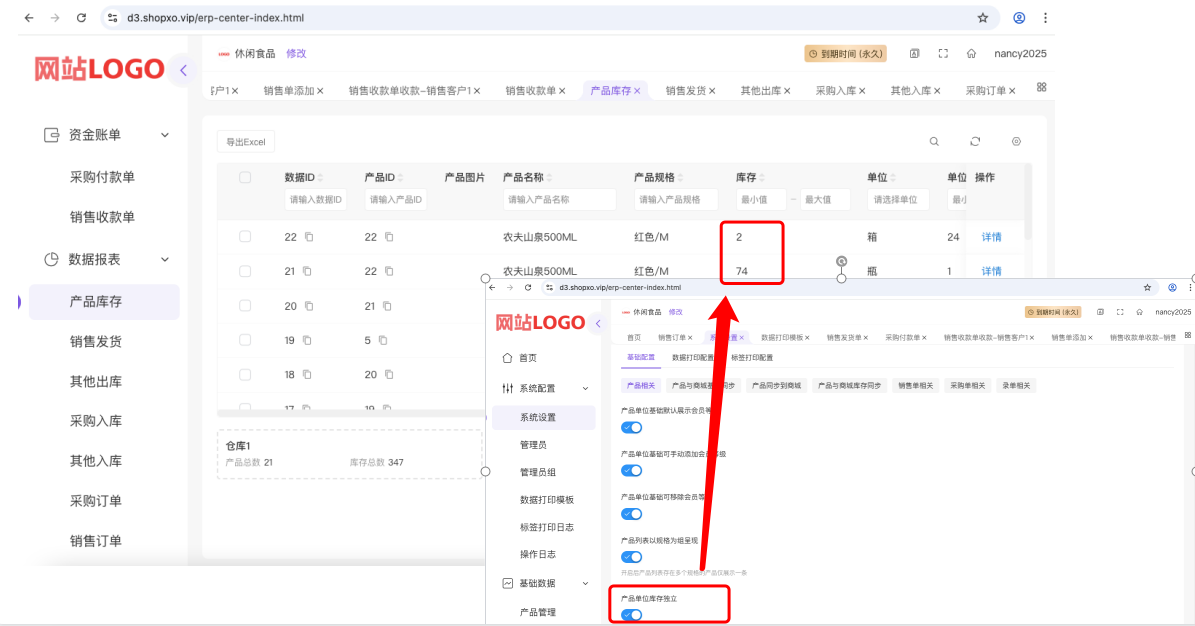 d3.shopxo.vip/erp-center-index.html
网站LOGO
休闲食品 修改
到期时间 (永久)
nancy2025
客户1 销售单添加 销售收款单收款-销售客户1 销售收款单 产品库存 销售发货 其他出库 采购入库 其他入库 采购订单
资金账单
采购付款单
销售收款单
数据报表
产品库存
销售发货
其他出库
采购入库
其他入库
采购订单
销售订单
导出Excel
数据ID 产品ID 产品图片 产品名称 产品规格 库存 单位 单位 操作
请输入数据ID 请输入产品ID 请输入产品名称 请输入产品规格 最小值 - 最大值 请选择单位
22 22 农夫山泉500ML 红色/M 2 箱 24 详情
21 22 农夫山泉500ML 红色/M 74 瓶 1 详情
20 21
19 5
18 20
17 19
仓库1
产品总数 21 库存总数 347
d3.shopxo.vip/erp-center-index.html
网站LOGO
休闲食品 修改
到期时间 (永久)
nancy2025
首页 销售订单 数据打印模板 销售发货单 采购付款单 销售收款单收款-销售客户1 销售单添加 销售收款单收款-销售
首页
系统配置
系统设置
管理员
管理员组
数据打印模板
标签打印日志
操作日志
基础数据
产品管理
基础配置 数据打印配置 标签打印配置
产品相关 产品与商城基 同步 产品同步到商城 产品与商城库存同步 销售单相关 采购单相关 录单相关
产品单位基础默认展示会员等
产品单位基础可手动添加会 等级
产品单位基础可移除会员等
产品列表以规格为组呈现
开启后产品列表存在多个规格的产品仅展示一条
产品单位库存独立